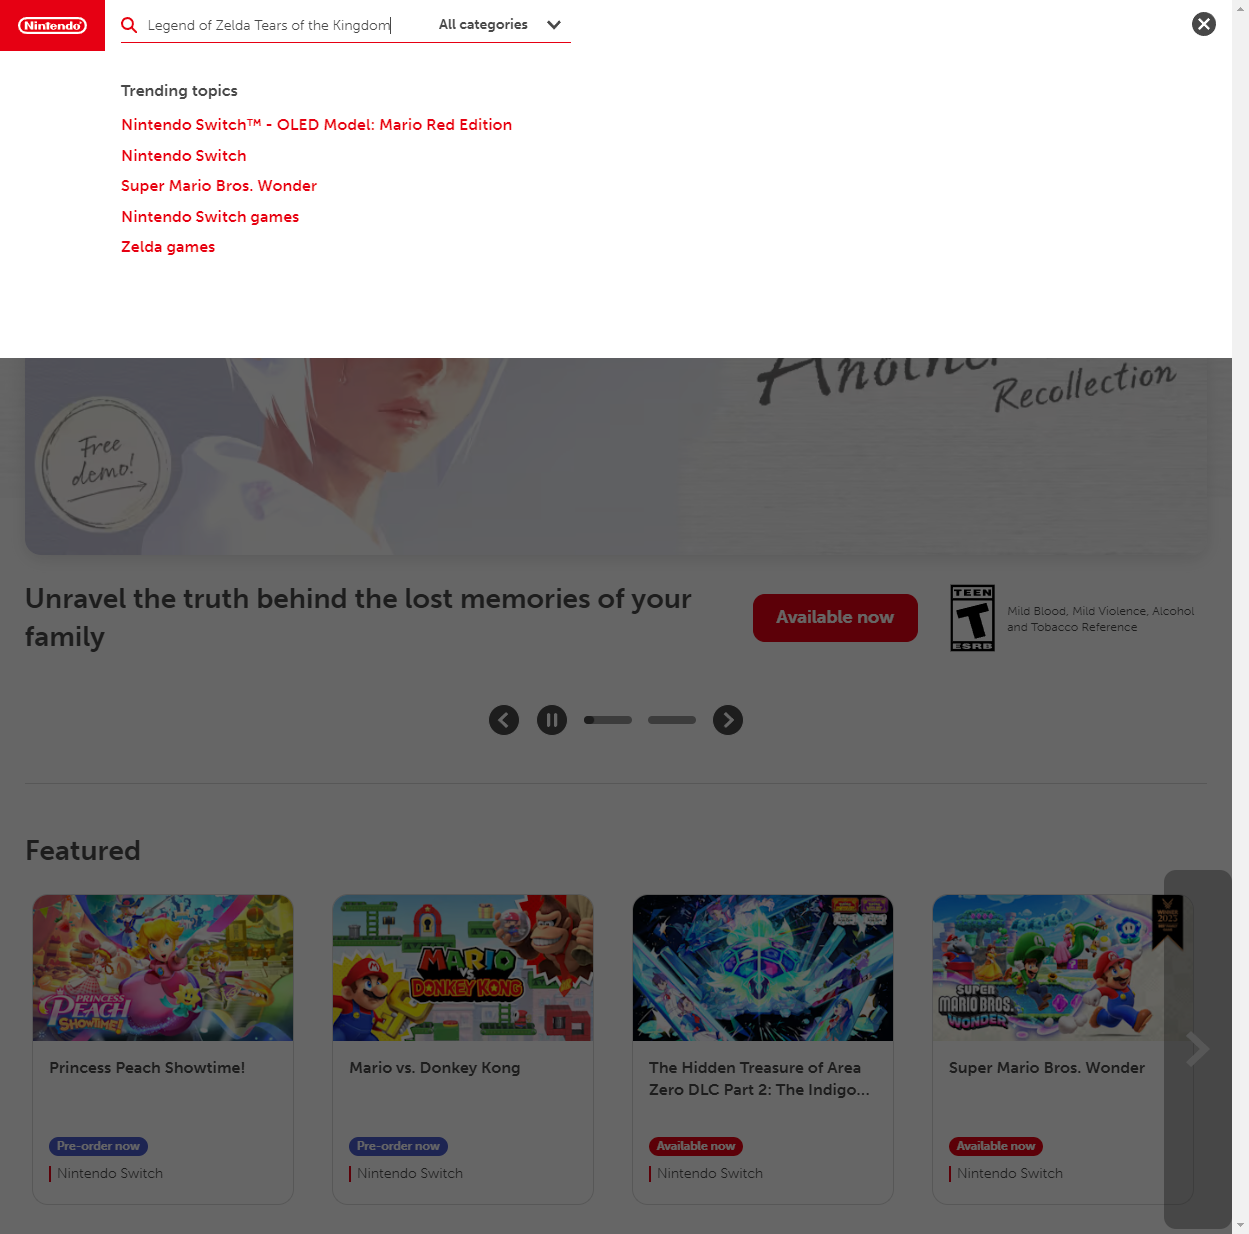 Nintendo
Legend of Zelda Tears of the Kingdom
All categories
Trending topics
Nintendo Switch™ - OLED Model: Mario Red Edition
Nintendo Switch
Super Mario Bros. Wonder
Nintendo Switch games
Zelda games
Another
Recollection
Free
demo!
Unravel the truth behind the lost memories of your
family
Available now
TEEN
T
ESRB
Mild Blood, Mild Violence, Alcohol
and Tobacco Reference
Featured
PRINCESS
PEACH
SHOWTIME!
MARIO
VS.
DONKEY KONG
WINNER
2023
SUPER
MARIO BROS.
WONDER
Princess Peach Showtime!
Mario vs. Donkey Kong
The Hidden Treasure of Area
Zero DLC Part 2: The Indigo...
Super Mario Bros. Wonder
Pre-order now
Pre-order now
Available now
Available now
Nintendo Switch
Nintendo Switch
Nintendo Switch
Nintendo Switch